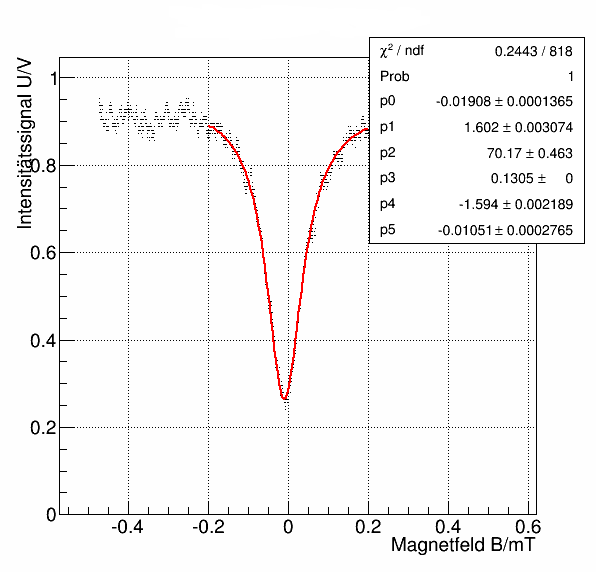 χ² / ndf 0.2443 / 818
Prob 1
p0 -0.01908 ± 0.0001365
p1 1.602 ± 0.003074
p2 70.17 ± 0.463
p3 0.1305 ± 0
p4 -1.594 ± 0.002189
p5 -0.01051 ± 0.0002765
Intensitätssignal U/V
1
0.8
0.6
0.4
0.2
0
-0.4 -0.2 0 0.2 0.4 0.6
Magnetfeld B/mT